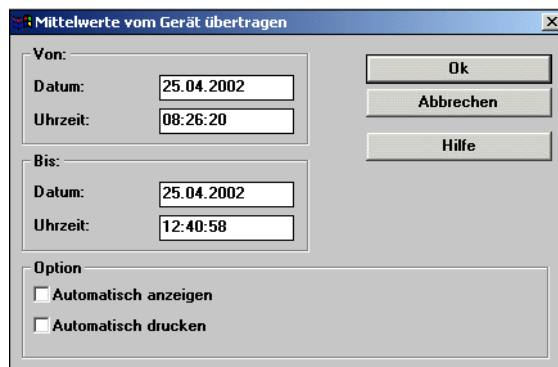 Mittelwerte vom Gerät übertragen
Von:
Datum: 25.04.2002
Uhrzeit: 08:26:20
Bis:
Datum: 25.04.2002
Uhrzeit: 12:40:58
Ok
Abbrechen
Hilfe
Option
Automatisch anzeigen
Automatisch drucken